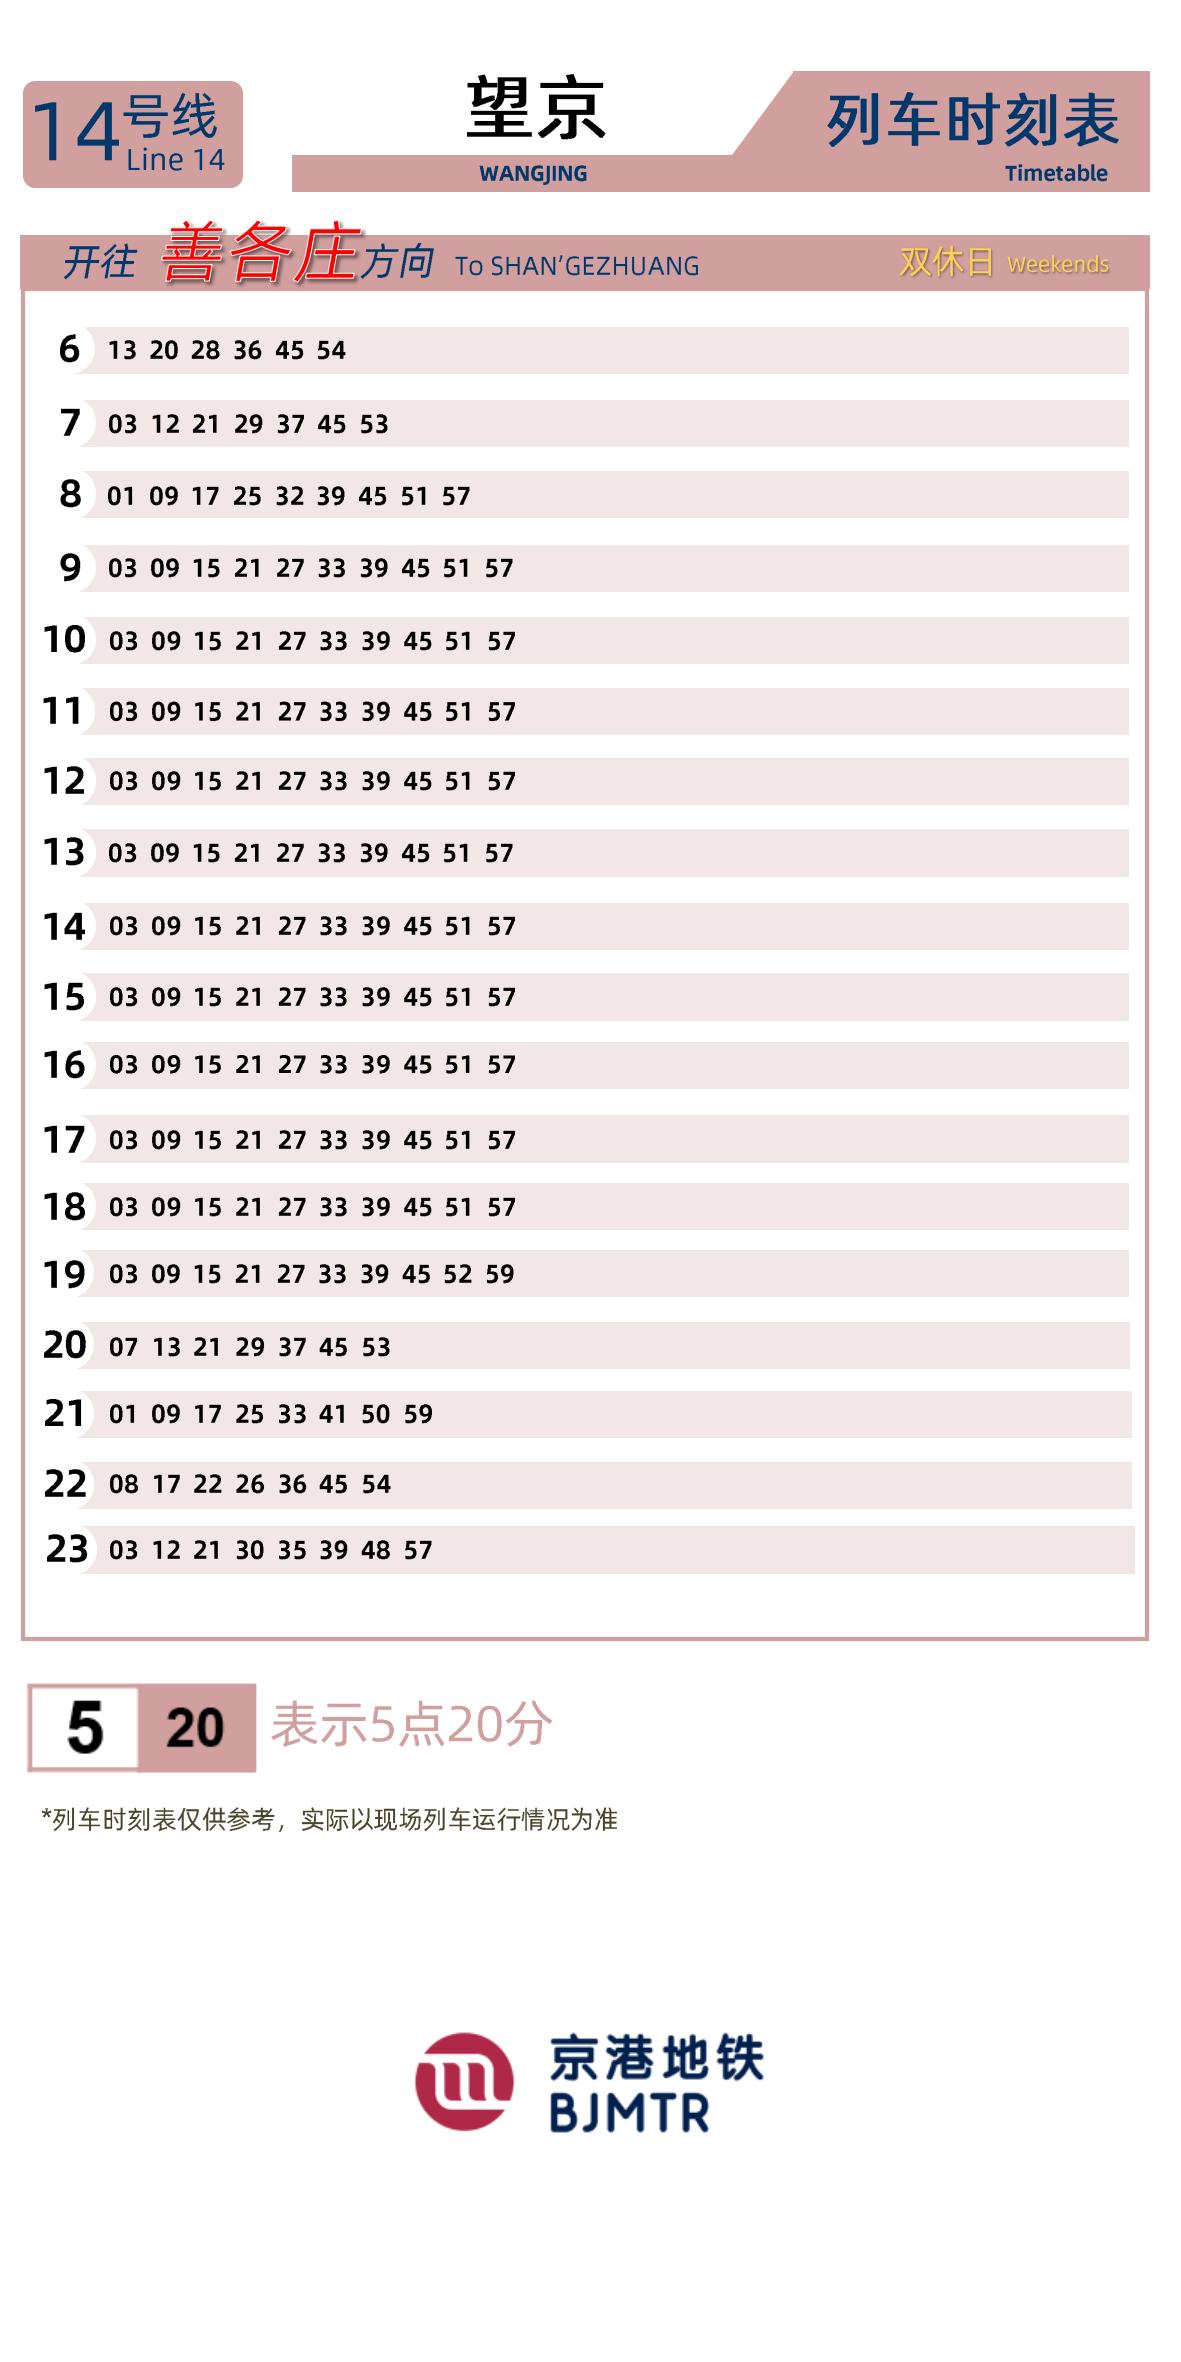 14号线
Line 14
望京
WANGJING
列车时刻表
Timetable
开往 善各庄方向 To SHAN'GEZHUANG 双休日 Weekends
6 13 20 28 36 45 54
7 03 12 21 29 37 45 53
8 01 09 17 25 32 39 45 51 57
9 03 09 15 21 27 33 39 45 51 57
10 03 09 15 21 27 33 39 45 51 57
11 03 09 15 21 27 33 39 45 51 57
12 03 09 15 21 27 33 39 45 51 57
13 03 09 15 21 27 33 39 45 51 57
14 03 09 15 21 27 33 39 45 51 57
15 03 09 15 21 27 33 39 45 51 57
16 03 09 15 21 27 33 39 45 51 57
17 03 09 15 21 27 33 39 45 51 57
18 03 09 15 21 27 33 39 45 51 57
19 03 09 15 21 27 33 39 45 52 59
20 07 13 21 29 37 45 53
21 01 09 17 25 33 41 50 59
22 08 17 22 26 36 45 54
23 03 12 21 30 35 39 48 57
5 20 表示5点20分
*列车时刻表仅供参考，实际以现场列车运行情况为准
京港地铁
BJMTR